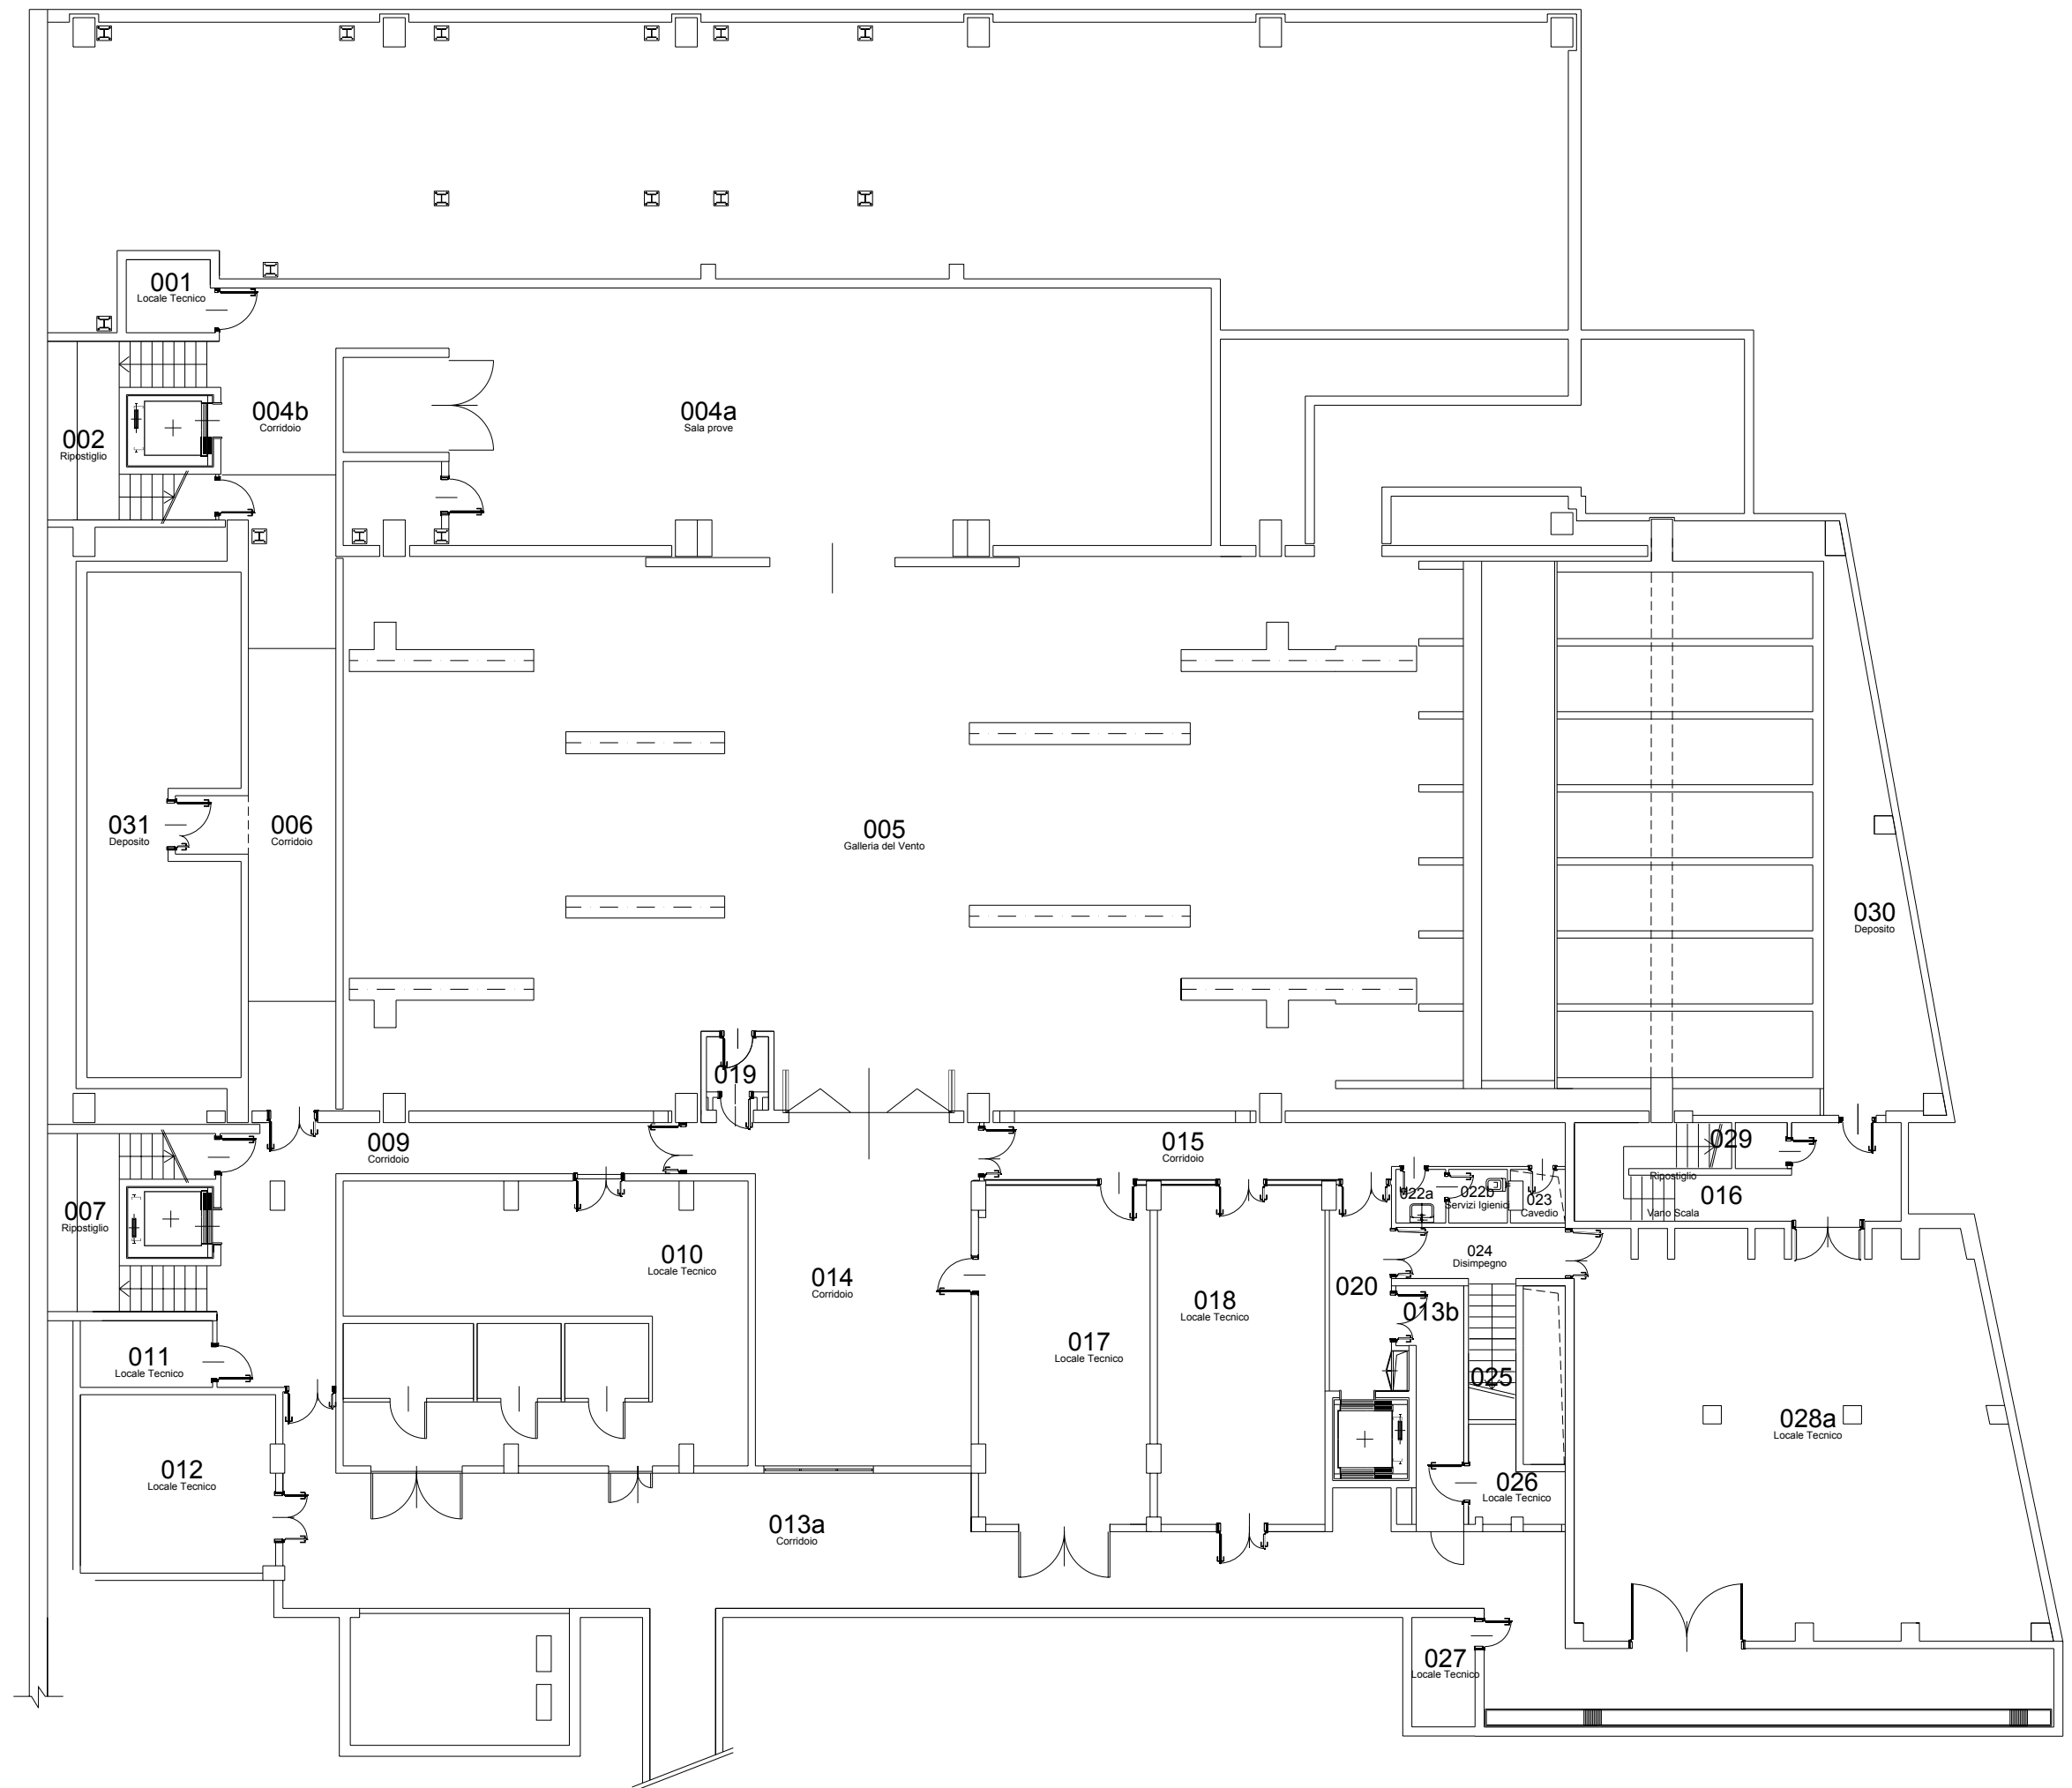 001
Locale Tecnico
004b
Corridoio
004a
Sala prove
002
Ripostiglio
031
Deposito
006
Corridoio
005
Galleria del Vento
030
Deposito
019
009
Corridoio
015
Corridoio
029
Ripostiglio
016
Vano Scala
007
Ripostiglio
022a
022b
Servizi Igienici
023
Cavedio
010
Locale Tecnico
014
Corridoio
024
Disimpegno
020
018
Locale Tecnico
013b
017
Locale Tecnico
011
Locale Tecnico
025
028a
Locale Tecnico
012
Locale Tecnico
026
Locale Tecnico
013a
Corridoio
027
Locale Tecnico